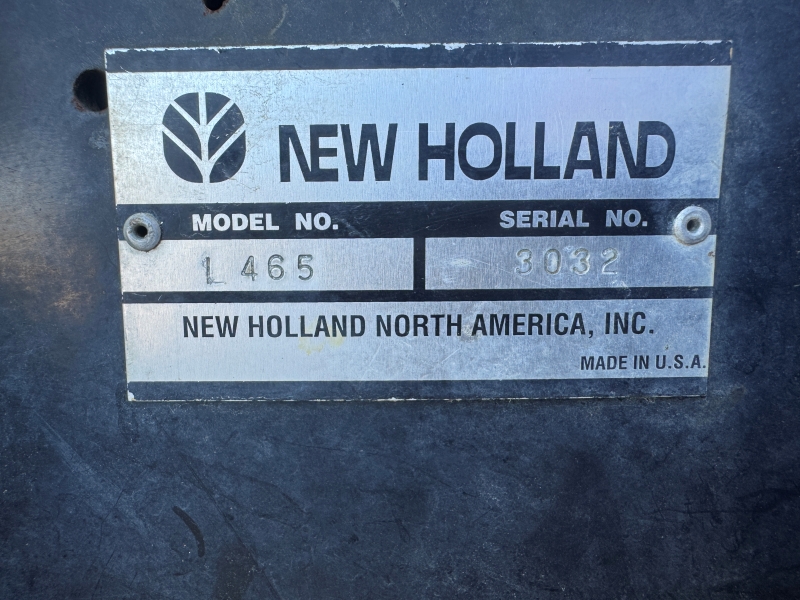 NEW HOLLAND
MODEL NO. SERIAL NO.
L 465 3032
NEW HOLLAND NORTH AMERICA, INC.
MADE IN U.S.A.